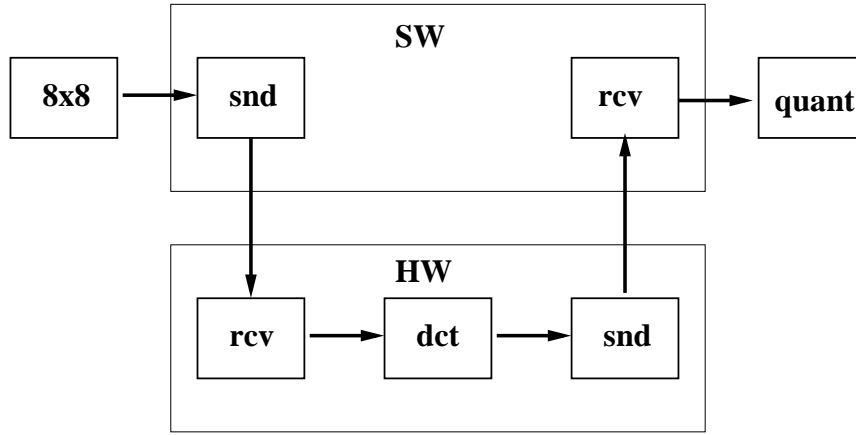 SW
8x8
snd
rcv
quant
HW
rcv
dct
snd